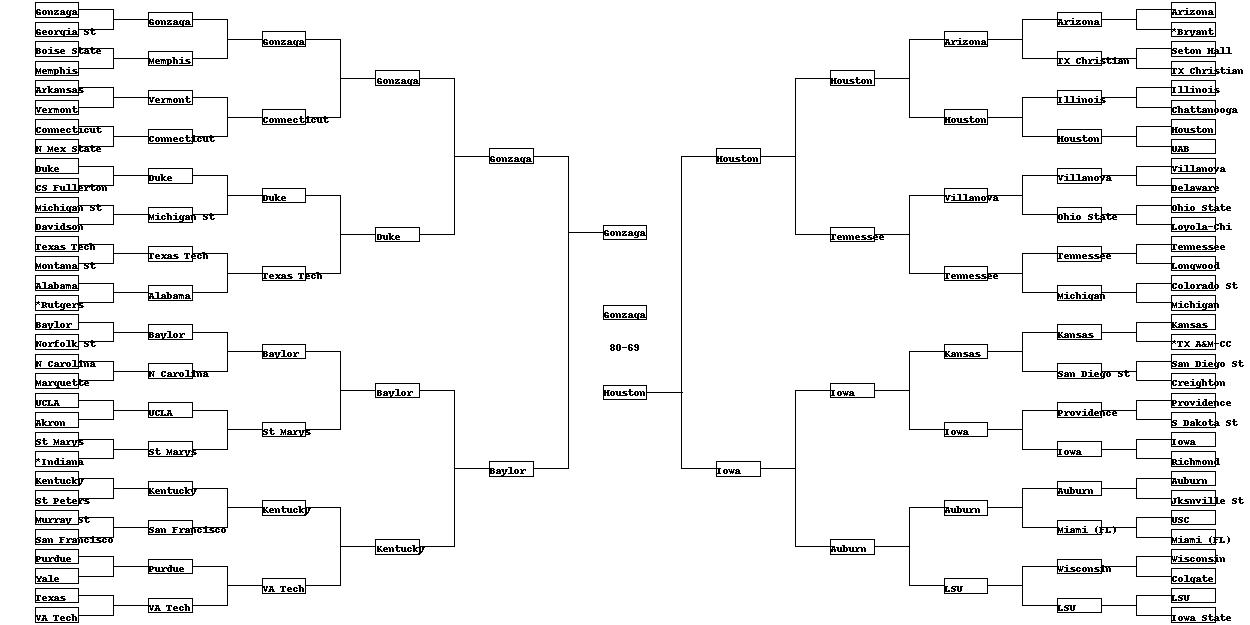 Gonzaga
Georgia St
Boise State
Memphis
Arkansas
Vermont
Connecticut
N Mex State
Duke
CS Fullerton
Michigan St
Davidson
Texas Tech
Montana St
Alabama
*Rutgers
Baylor
Norfolk St
N Carolina
Marquette
UCLA
Akron
St Marys
*Indiana
Kentucky
St Peters
Murray St
San Francisco
Purdue
Yale
Texas
VA Tech
Gonzaga
Memphis
Vermont
Connecticut
Duke
Michigan St
Texas Tech
Alabama
Baylor
N Carolina
UCLA
St Marys
Kentucky
San Francisco
Purdue
VA Tech
Gonzaga
Connecticut
Duke
Texas Tech
Baylor
St Marys
Kentucky
VA Tech
Gonzaga
Duke
Baylor
Kentucky
Gonzaga
Baylor
Gonzaga
Gonzaga
80-69
Houston
Houston
Iowa
Houston
Tennessee
Iowa
Auburn
Arizona
Houston
Villanova
Tennessee
Kansas
Iowa
Auburn
LSU
Arizona
TX Christian
Illinois
Houston
Villanova
Ohio State
Tennessee
Michigan
Kansas
San Diego St
Providence
Iowa
Auburn
Miami (FL)
Wisconsin
LSU
Arizona
*Bryant
Seton Hall
TX Christian
Illinois
Chattanooga
Houston
UAB
Villanova
Delaware
Ohio State
Loyola-Chi
Tennessee
Longwood
Colorado St
Michigan
Kansas
*TX A&M-CC
San Diego St
Creighton
Providence
S Dakota St
Iowa
Richmond
Auburn
Jksnville St
USC
Miami (FL)
Wisconsin
Colgate
LSU
Iowa State